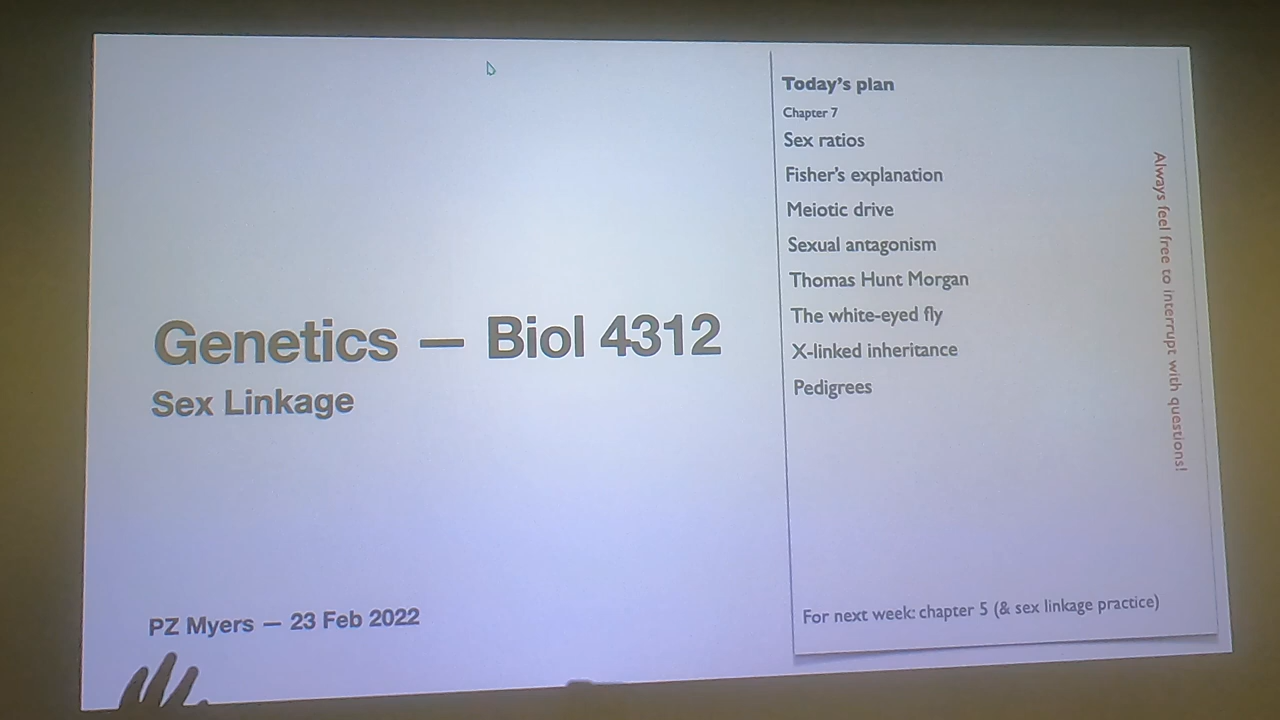 Genetics — Biol 4312
Sex Linkage
PZ Myers — 23 Feb 2022
Today's plan
Chapter 7
Sex ratios
Fisher's explanation
Meiotic drive
Sexual antagonism
Thomas Hunt Morgan
The white-eyed fly
X-linked inheritance
Pedigrees
For next week: chapter 5 (& sex linkage practice)
Always feel free to interrupt with questions!